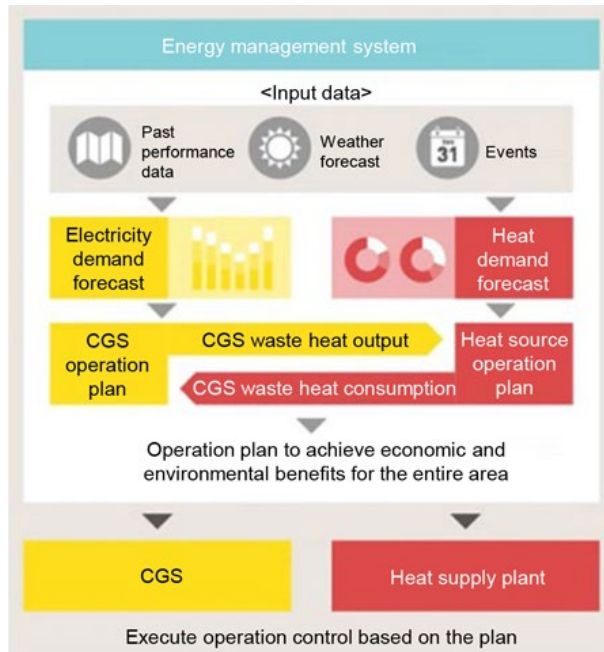 Energy management system
<Input data>
Past
performance
data
Weather
forecast
31
Events
Electricity
demand
forecast
Heat
demand
forecast
CGS
operation
plan
CGS waste heat output
CGS waste heat consumption
Heat source
operation
plan
Operation plan to achieve economic and
environmental benefits for the entire area
CGS
Heat supply plant
Execute operation control based on the plan